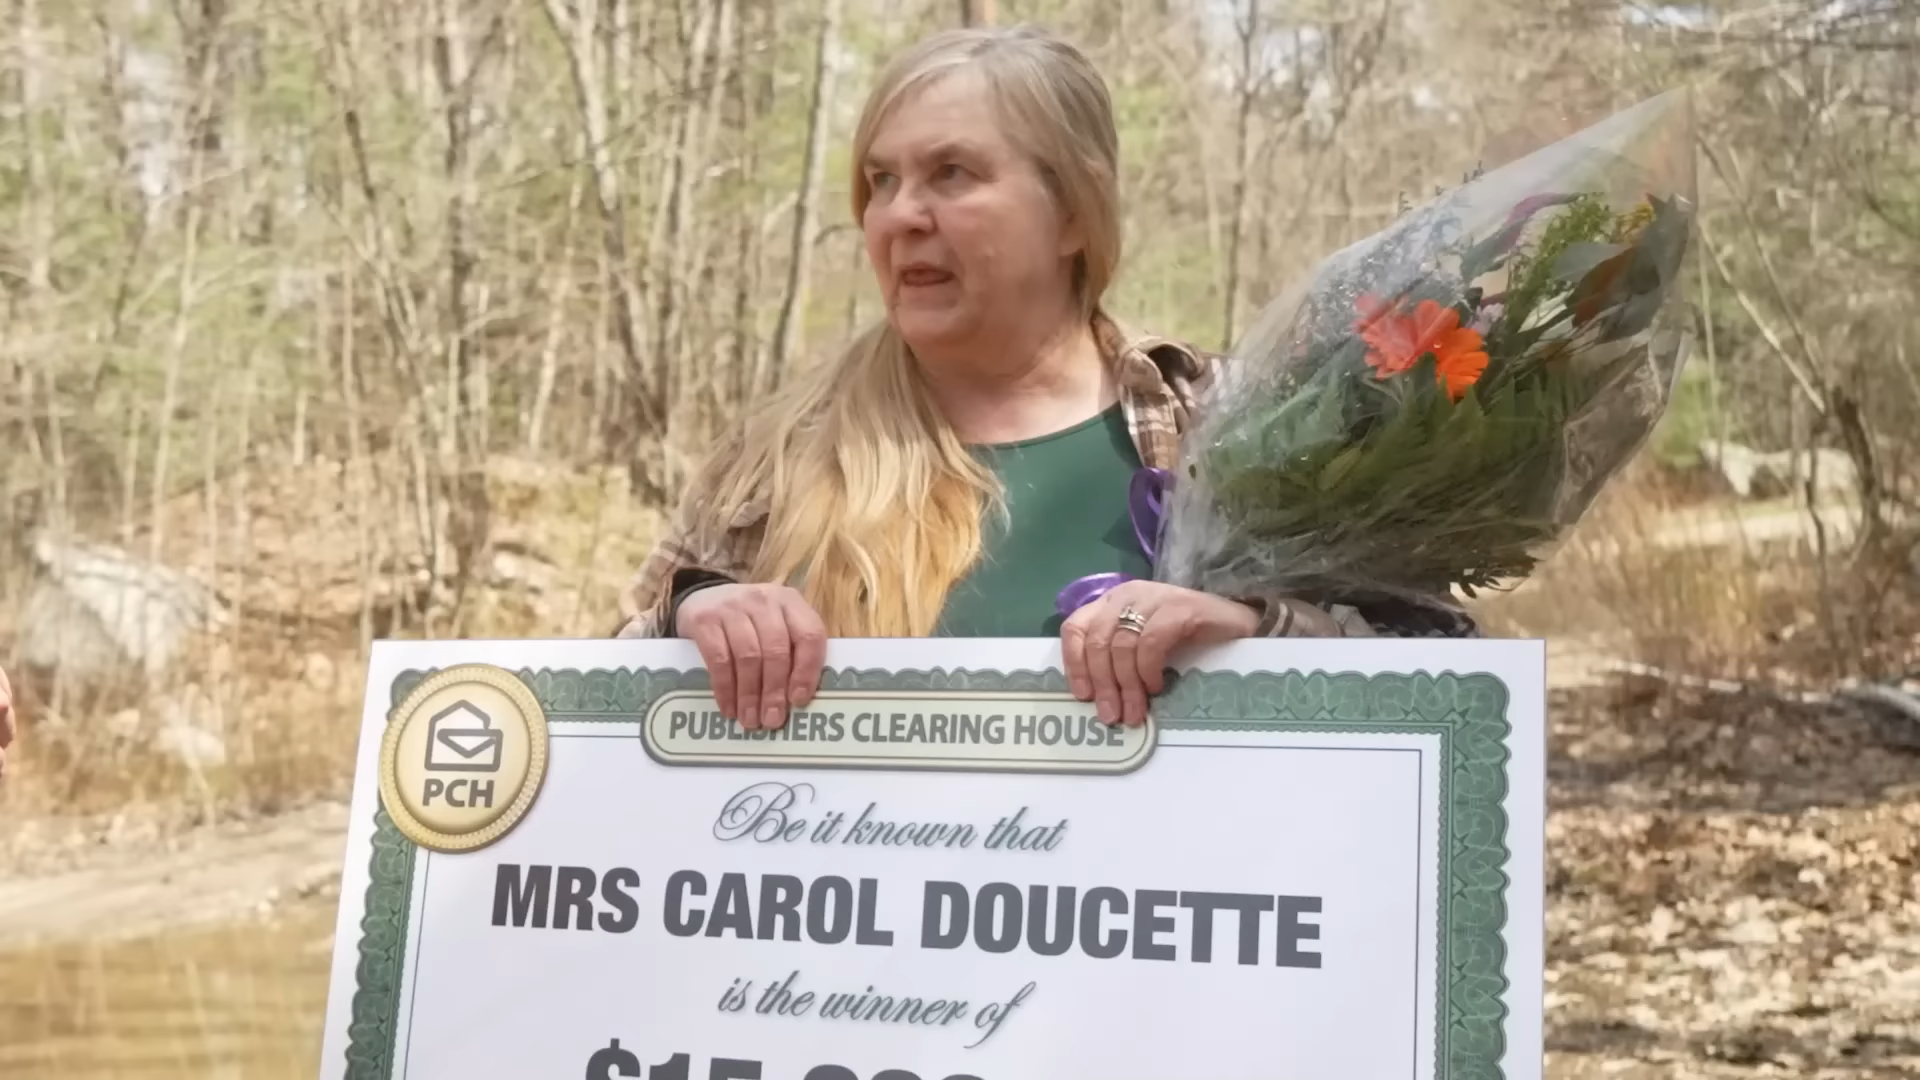 PCH
PUBLISHERS CLEARING HOUSE
Be it known that
MRS CAROL DOUCETTE
is the winner of